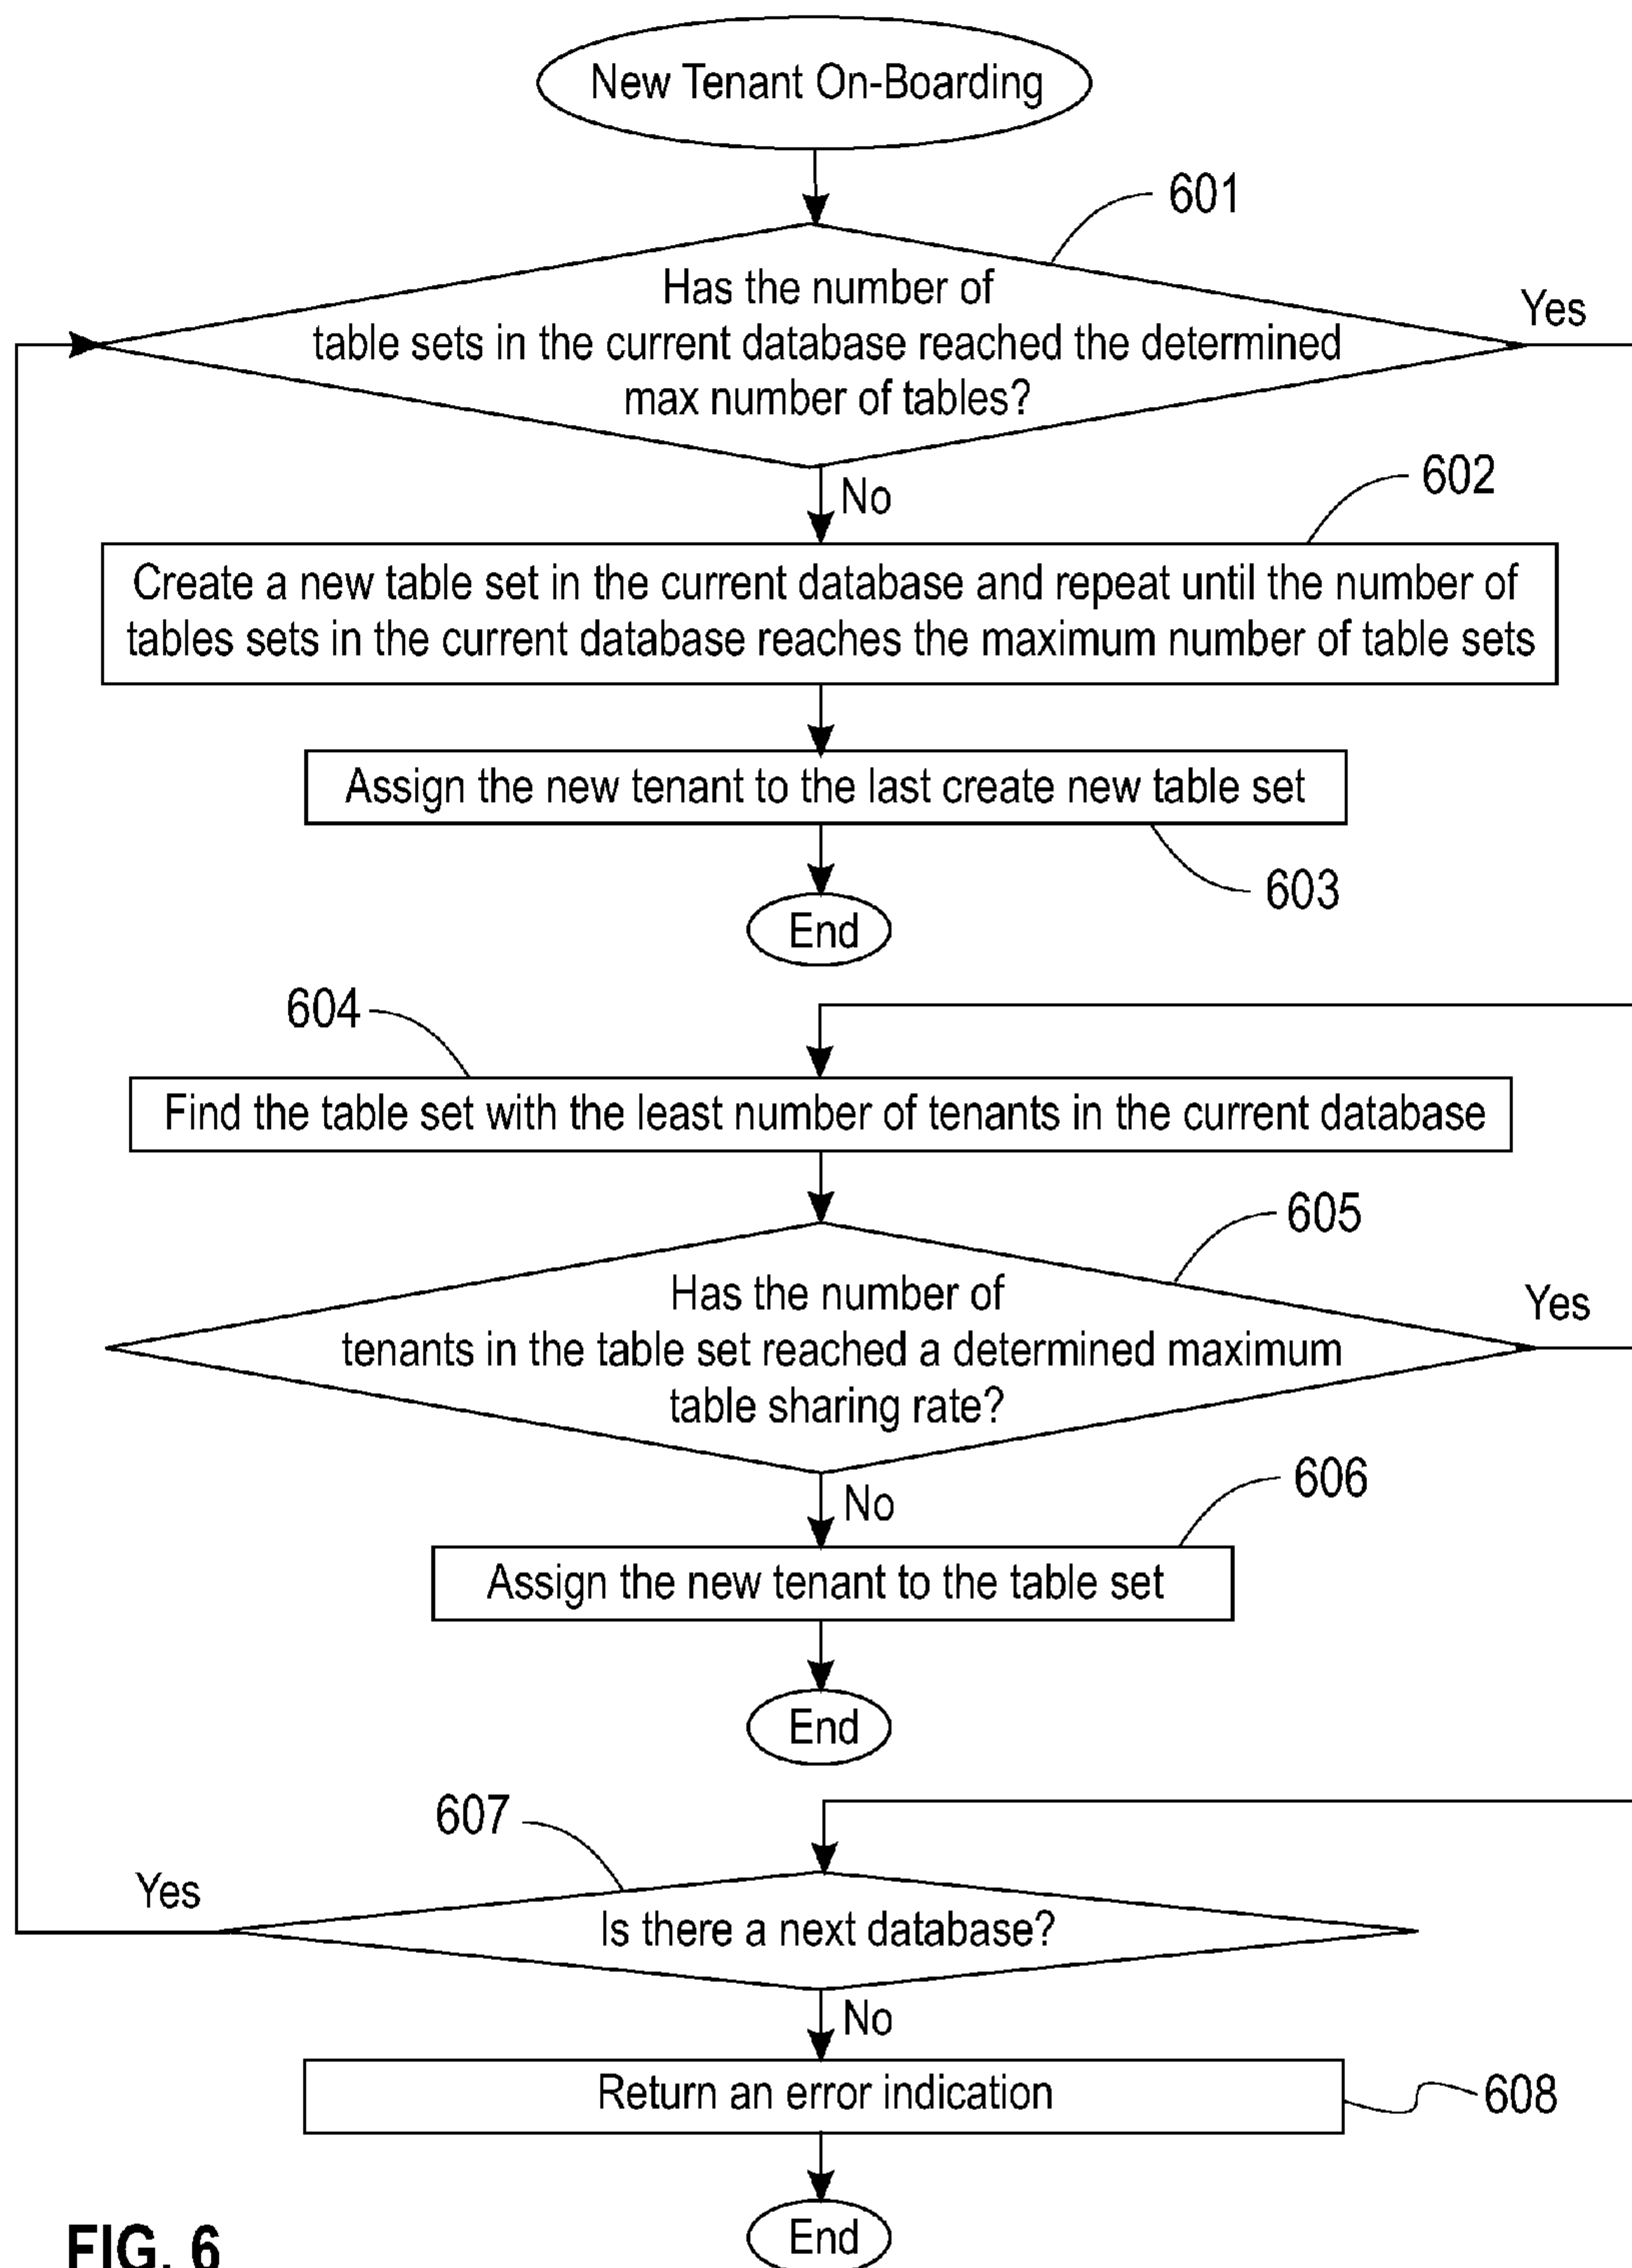 New Tenant On-Boarding
601
Has the number of
table sets in the current database reached the determined
max number of tables?
Yes
No
602
Create a new table set in the current database and repeat until the number of
tables sets in the current database reaches the maximum number of table sets
Assign the new tenant to the last create new table set
603
End
604
Find the table set with the least number of tenants in the current database
605
Has the number of
tenants in the table set reached a determined maximum
table sharing rate?
Yes
No
606
Assign the new tenant to the table set
End
607
Yes
Is there a next database?
No
Return an error indication
608
End
FIG. 6